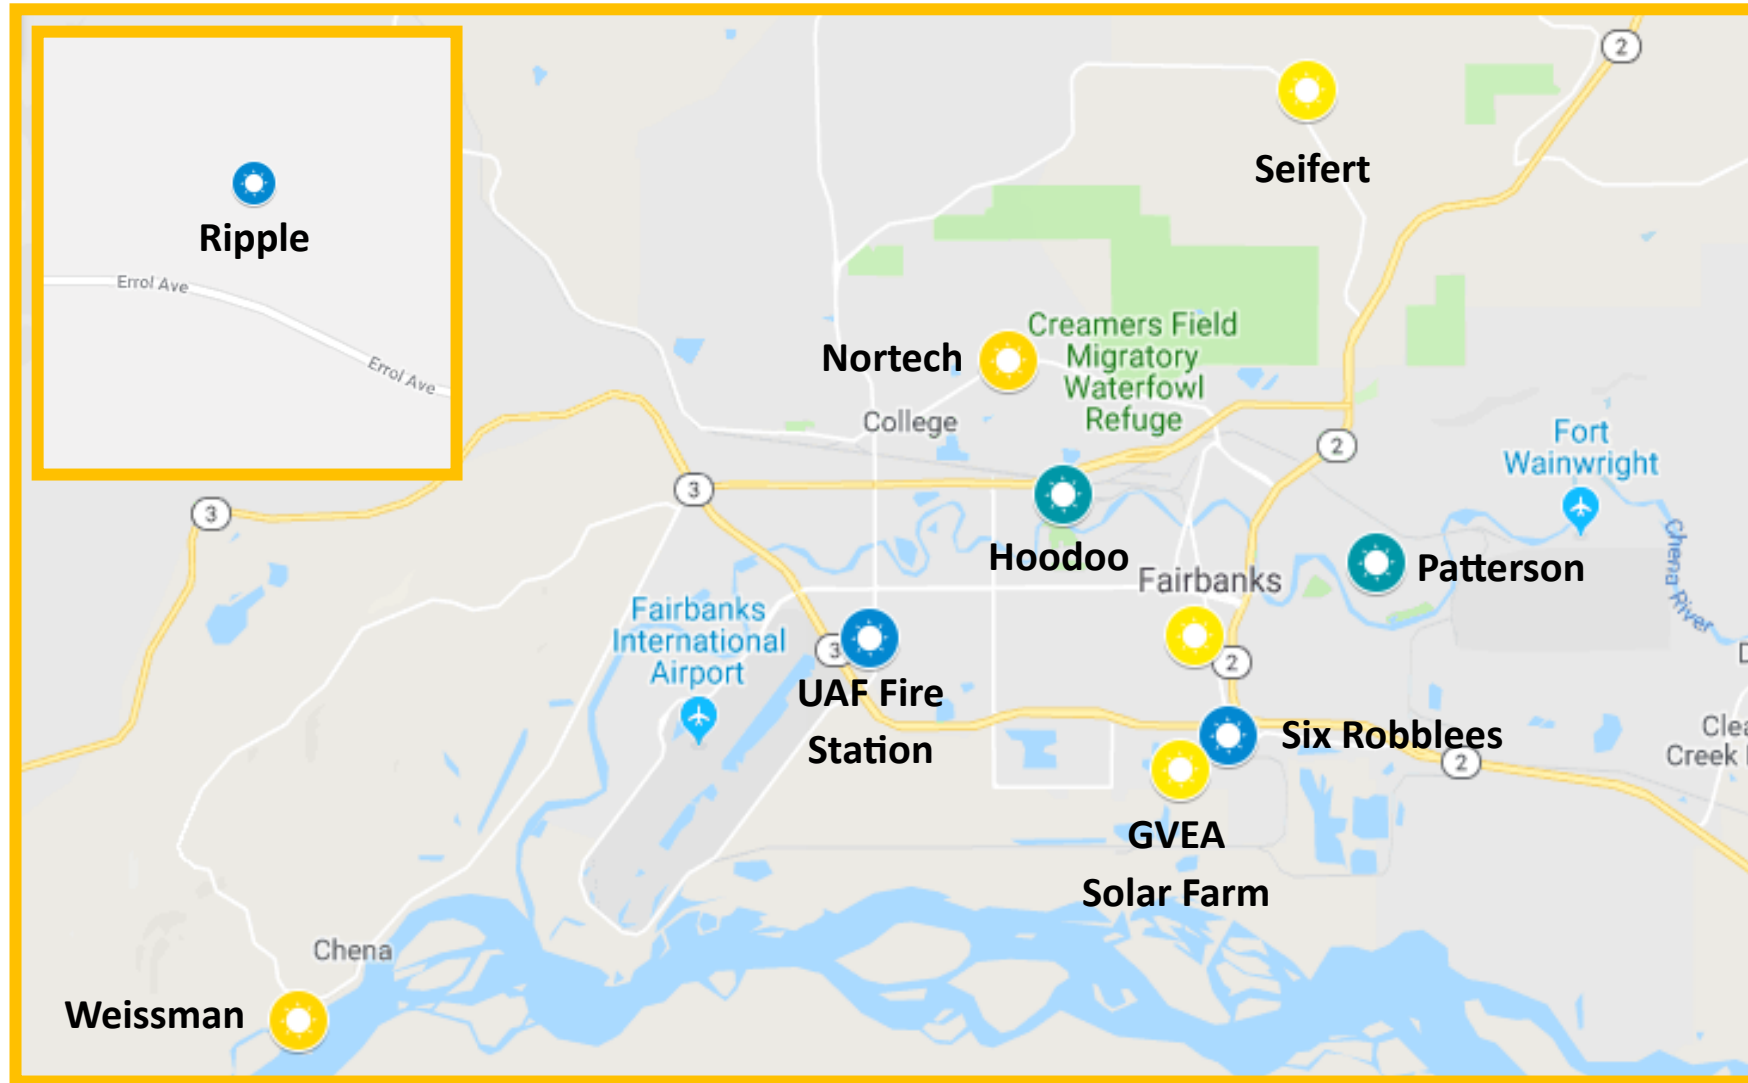 2
Seifert
Ripple
Errol Ave
Errol Ave
Creamers Field
Migratory
Waterfowl
Refuge
Nortech
College
2
Fort
Wainwright
3
3
Chena River
Hoodoo
Patterson
Fairbanks
Fairbanks
International
Airport
3
2
UAF Fire
Station
Six Robblees
2
GVEA
Solar Farm
Chena
Weissman